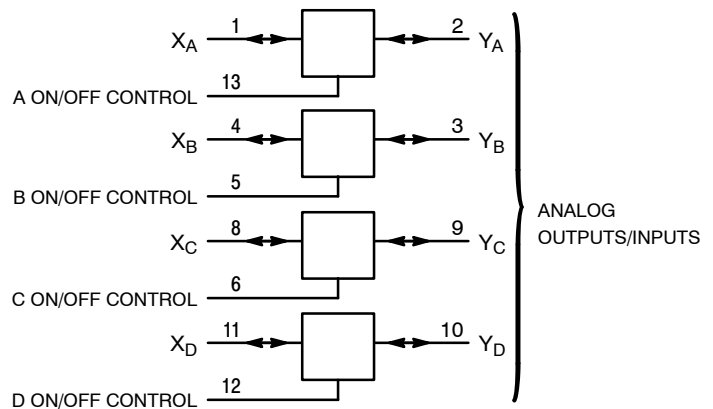 X_A 1 2 Y_A
A ON/OFF CONTROL 13
X_B 4 3 Y_B
B ON/OFF CONTROL 5
X_C 8 9 Y_C
C ON/OFF CONTROL 6
X_D 11 10 Y_D
D ON/OFF CONTROL 12
ANALOG
OUTPUTS/INPUTS